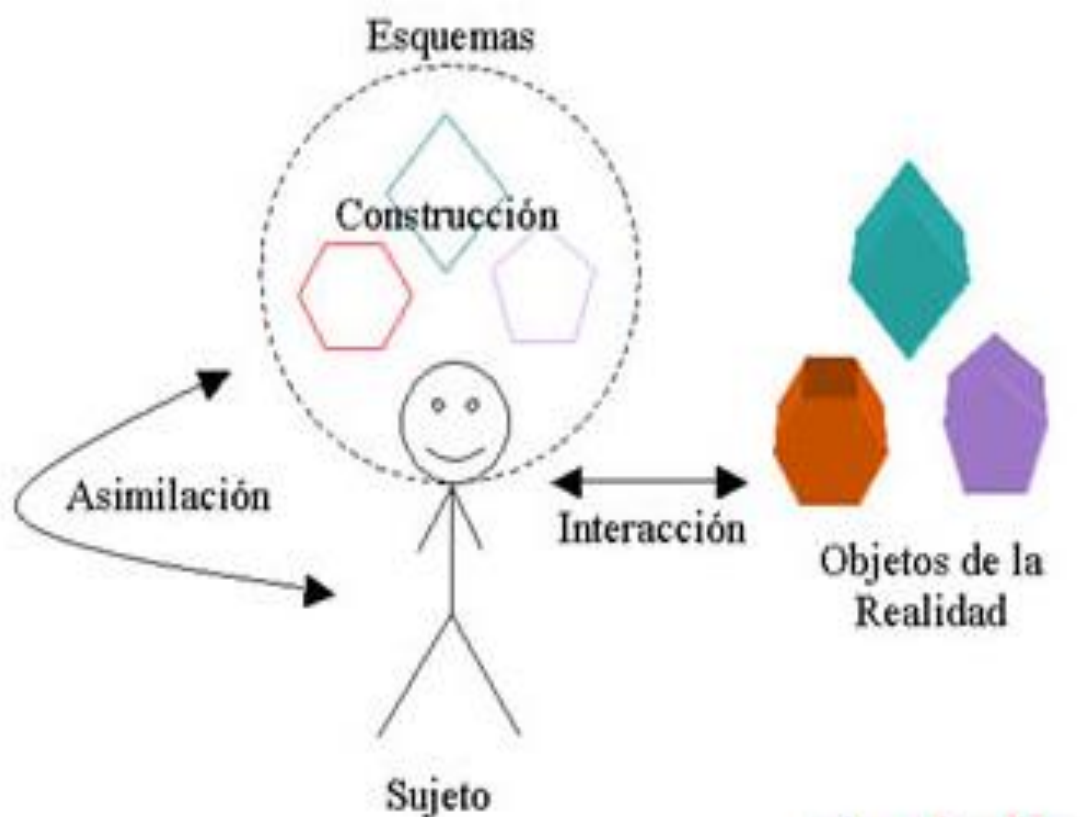 Esquemas
Construcción
Asimilación
Interacción
Objetos de la
Realidad
Sujeto